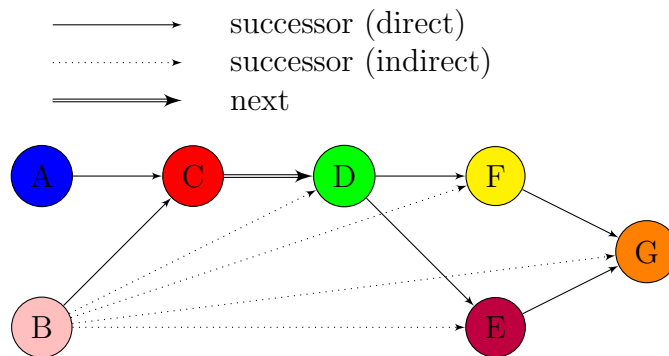 successor (direct)
successor (indirect)
next
A C D F
G
B E